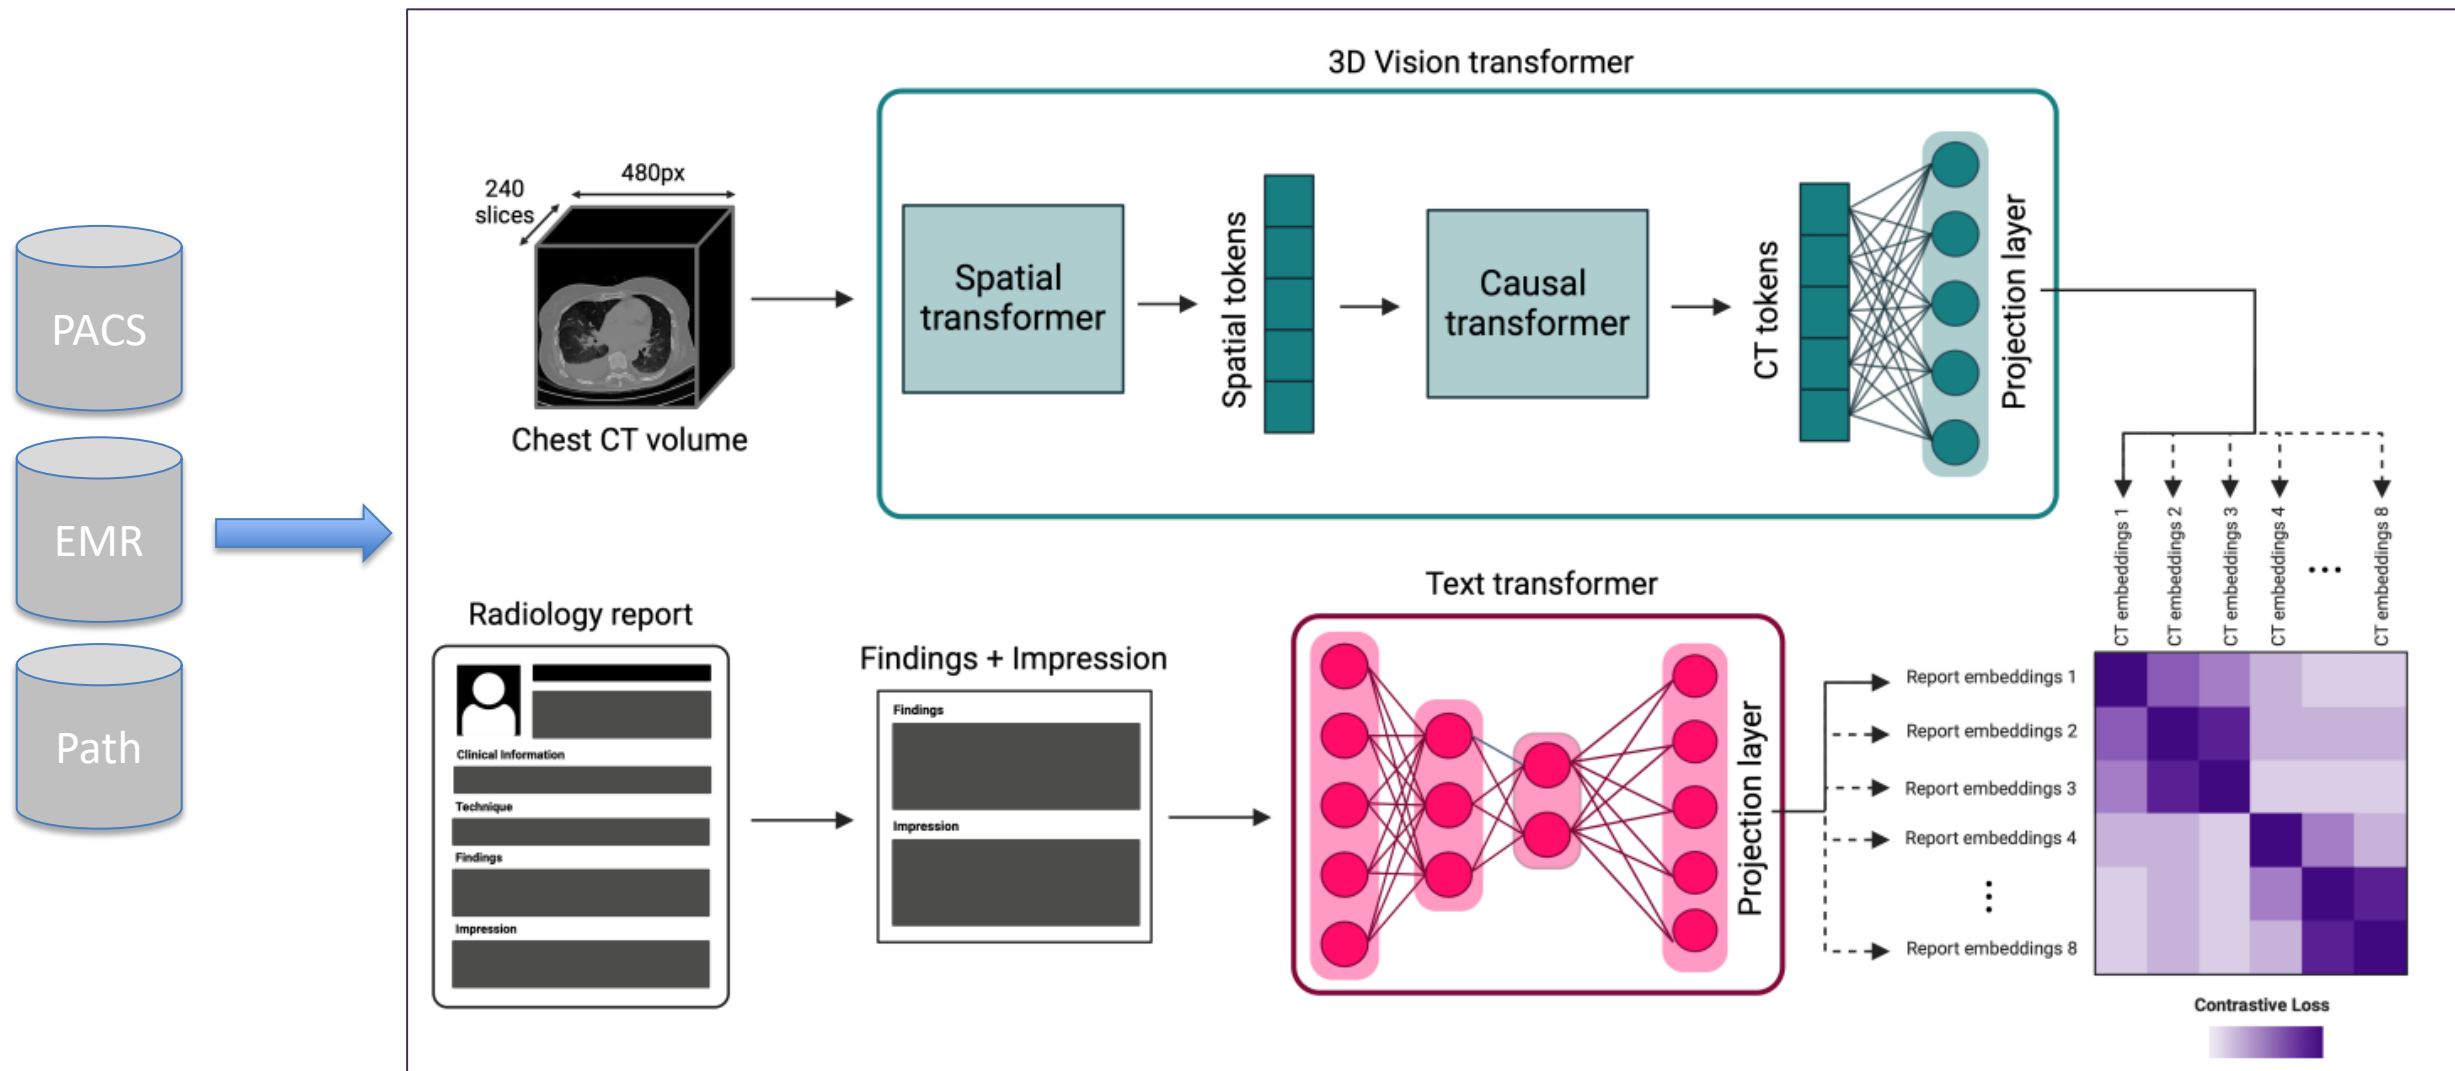 PACS
EMR
Path
3D Vision transformer
480px
240
slices
Chest CT volume
Spatial
transformer
Spatial tokens
Causal
transformer
CT tokens
Projection layer
CT embeddings 1
CT embeddings 2
CT embeddings 3
CT embeddings 4
...
CT embeddings 8
Radiology report
Clinical Information
Technique
Findings
Impression
Findings + Impression
Findings
Impression
Text transformer
Projection layer
Report embeddings 1
Report embeddings 2
Report embeddings 3
Report embeddings 4
...
Report embeddings 8
Contrastive Loss